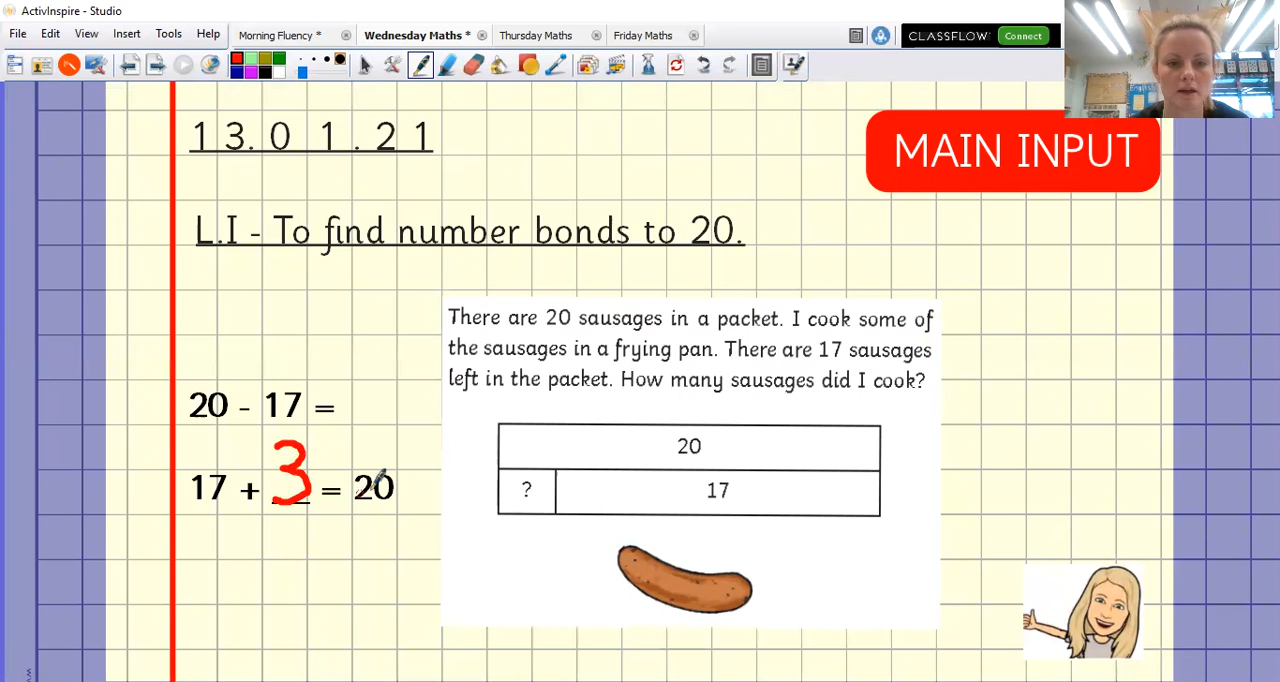 ActivInspire - Studio
File Edit View Insert Tools Help
Morning Fluency * Wednesday Maths * Thursday Maths Friday Maths
CLASSFLOW Connect
13.01.21
MAIN INPUT
L.I - To find number bonds to 20.
There are 20 sausages in a packet. I cook some of
the sausages in a frying pan. There are 17 sausages
left in the packet. How many sausages did I cook?
20 - 17 =
17 + 3 = 20
20
? 17